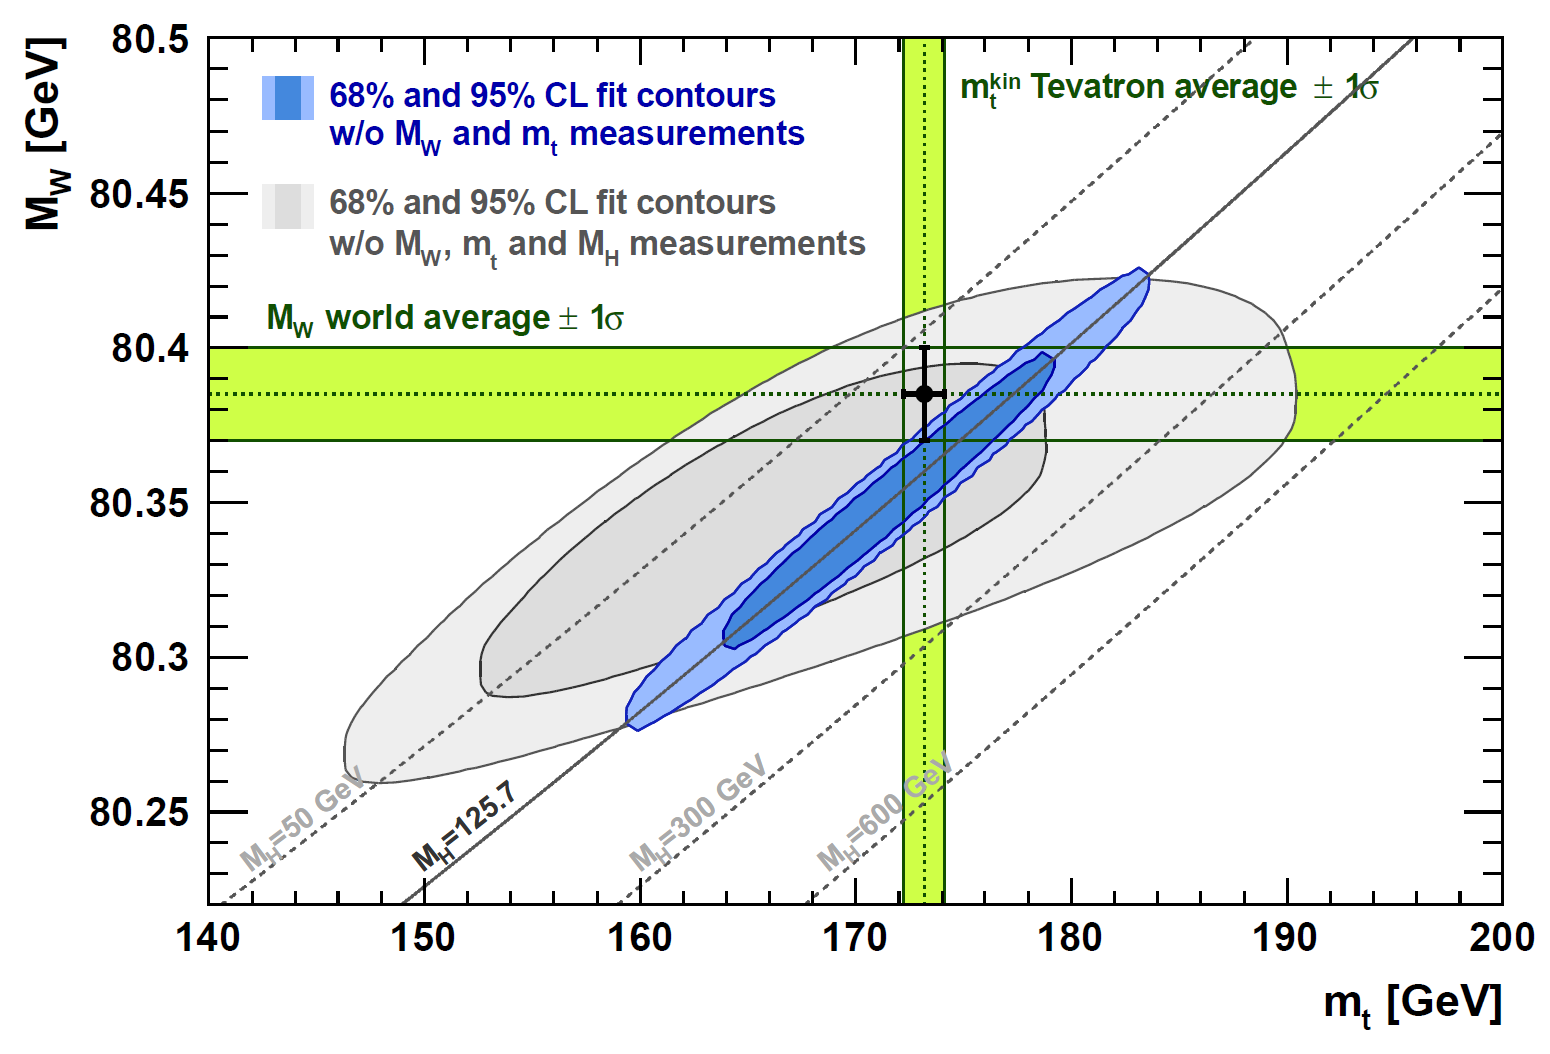 M_W [GeV]
80.5
80.45
80.4
80.35
80.3
80.25
68% and 95% CL fit contours
w/o M_W and m_t measurements
68% and 95% CL fit contours
w/o M_W, m_t and M_H measurements
M_W world average ± 1σ
m_t^kin Tevatron average ± 1σ
M_H=50 GeV
M_H=125.7
M_H=300 GeV
M_H=600 GeV
140 150 160 170 180 190 200
m_t [GeV]